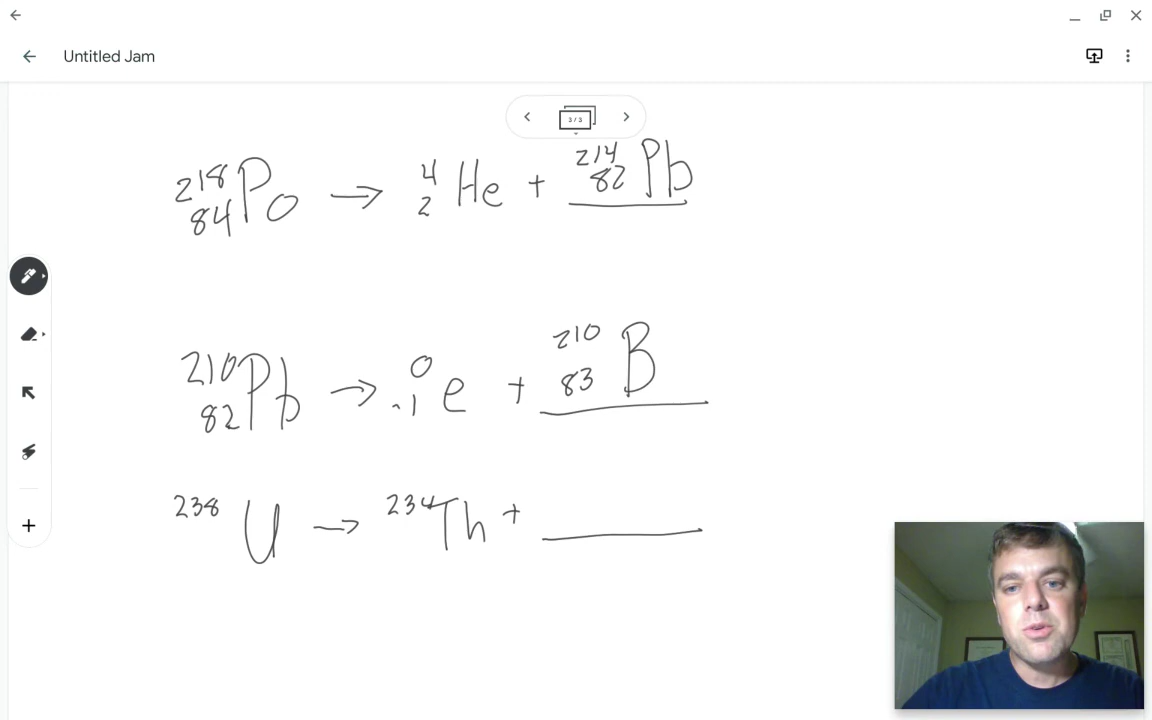 Untitled Jam
3/3
218 84 Po → 4 2 He + 214 82 Pb
210 82 Pb → 0 -1 e + 210 83 B
238 U → 234 Th +